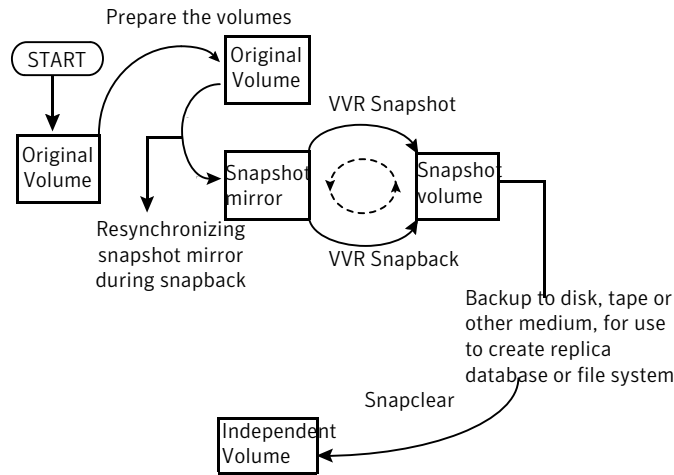 Prepare the volumes
START
Original
Volume
Original
Volume
VVR Snapshot
Snapshot
mirror
Snapshot
volume
Resynchronizing
snapshot mirror
during snapback
VVR Snapback
Backup to disk, tape or
other medium, for use
to create replica
database or file system
Snapclear
Independent
Volume